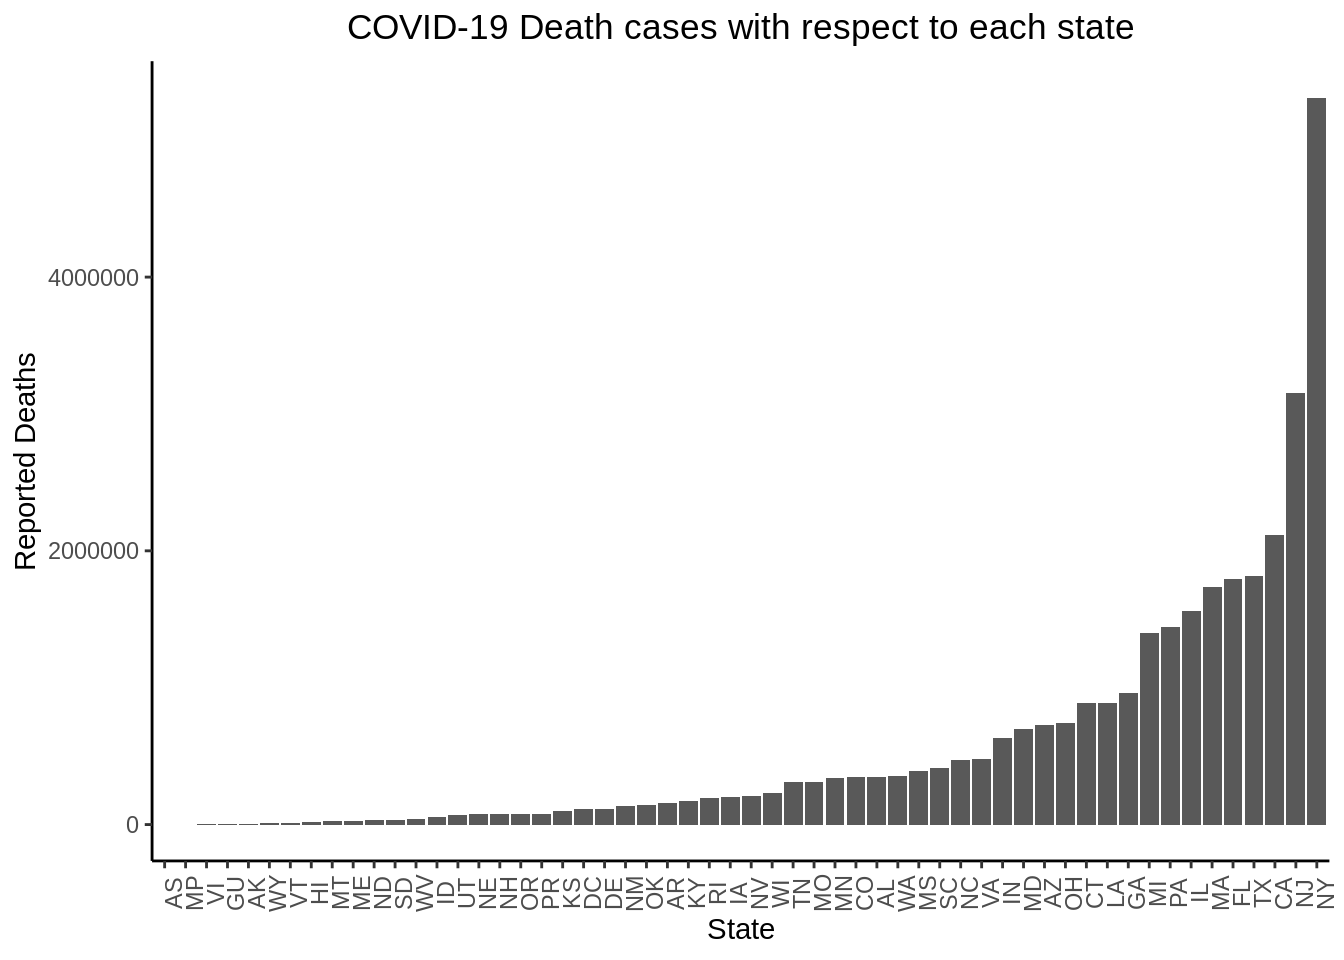 COVID-19 Death cases with respect to each state
Reported Deaths
4000000
2000000
0
AS MP VI GU AK WY VT HI MT ME ND SD WV ID UT NE NH OR PR KS DC DE NM OK AR KY RI IA NV WI TN MO MN CO AL WA MS SC NC VA IN MD AZ OH CT LA GA MI PA IL MA FL TX CA NJ NY
State